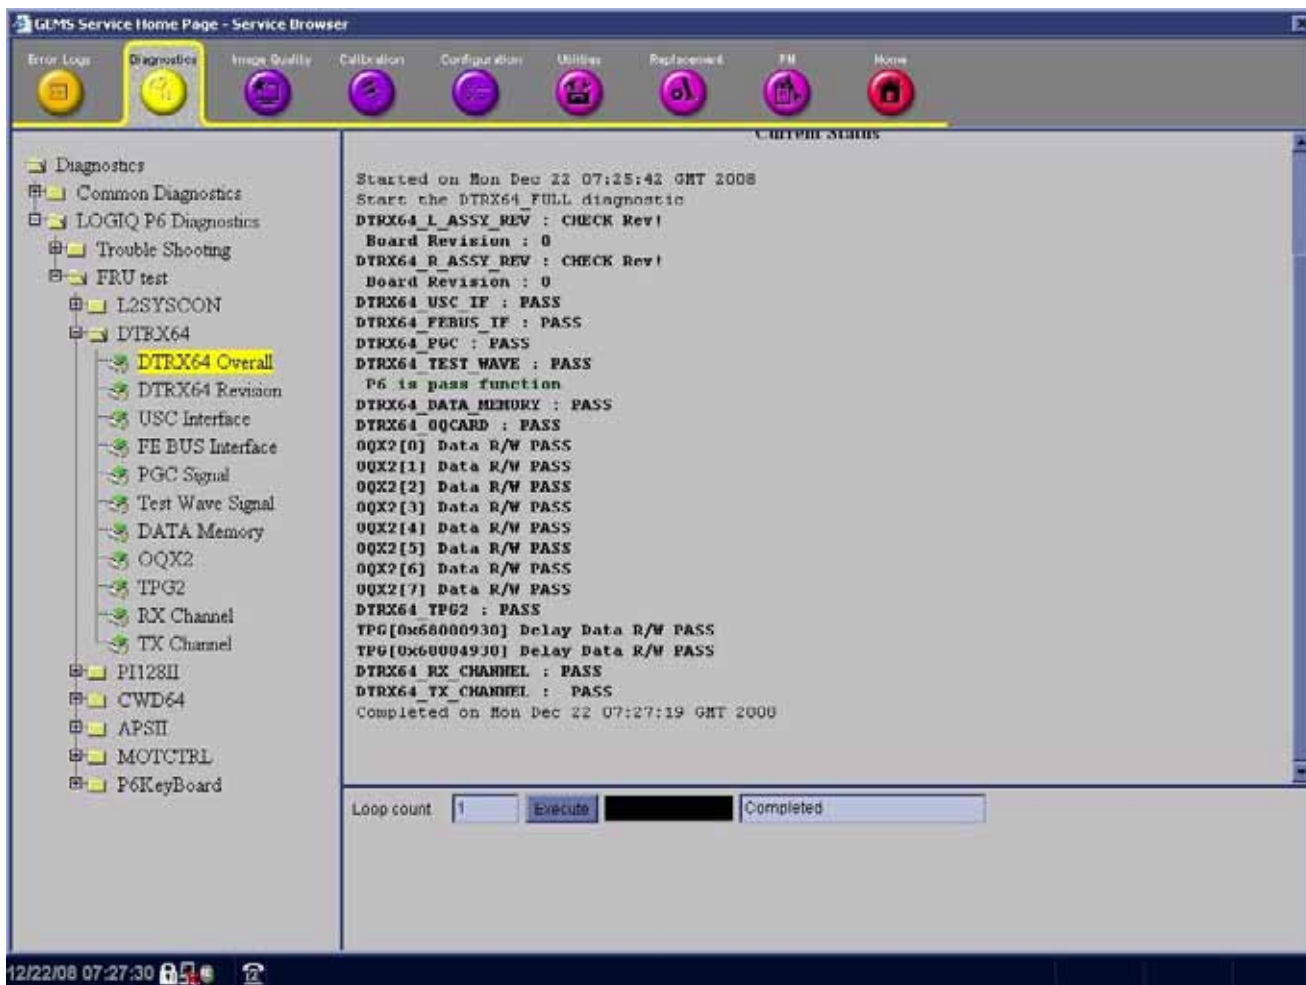 GEMS Service Home Page - Service Browser
Error Logs
Diagnostics
Image Quality
Calibration
Configuration
Utilities
Replacement
PM
Home
Diagnostics
Common Diagnostics
LOGIQ P6 Diagnostics
Trouble Shooting
FRU test
L2SYSCON
DTRX64
DTRX64 Overall
DTRX64 Revision
USC Interface
FE BUS Interface
PGC Signal
Test Wave Signal
DATA Memory
OQX2
TPG2
RX Channel
TX Channel
PI128II
CWD64
APSII
MOTCTRL
P6KeyBoard
Current Status
Started on Mon Dec 22 07:25:42 GMT 2008
Start the DTRX64_FULL diagnostic
DTRX64_L_ASSY_REV : CHECK Rev!
Board Revision : 0
DTRX64_R_ASSY_REV : CHECK Rev!
Board Revision : 0
DTRX64_USC_IF : PASS
DTRX64_FEBUS_IF : PASS
DTRX64_PGC : PASS
DTRX64_TEST_WAVE : PASS
P6 is pass function
DTRX64_DATA_MEMORY : PASS
DTRX64_OQCARD : PASS
OQX2[0] Data R/W PASS
OQX2[1] Data R/W PASS
OQX2[2] Data R/W PASS
OQX2[3] Data R/W PASS
OQX2[4] Data R/W PASS
OQX2[5] Data R/W PASS
OQX2[6] Data R/W PASS
OQX2[7] Data R/W PASS
DTRX64_TPG2 : PASS
TPG[0x68000930] Delay Data R/W PASS
TPG[0x68004930] Delay Data R/W PASS
DTRX64_RX_CHANNEL : PASS
DTRX64_TX_CHANNEL : PASS
Completed on Mon Dec 22 07:27:19 GMT 2008
Loop count 1 Execute Completed
12/22/08 07:27:30